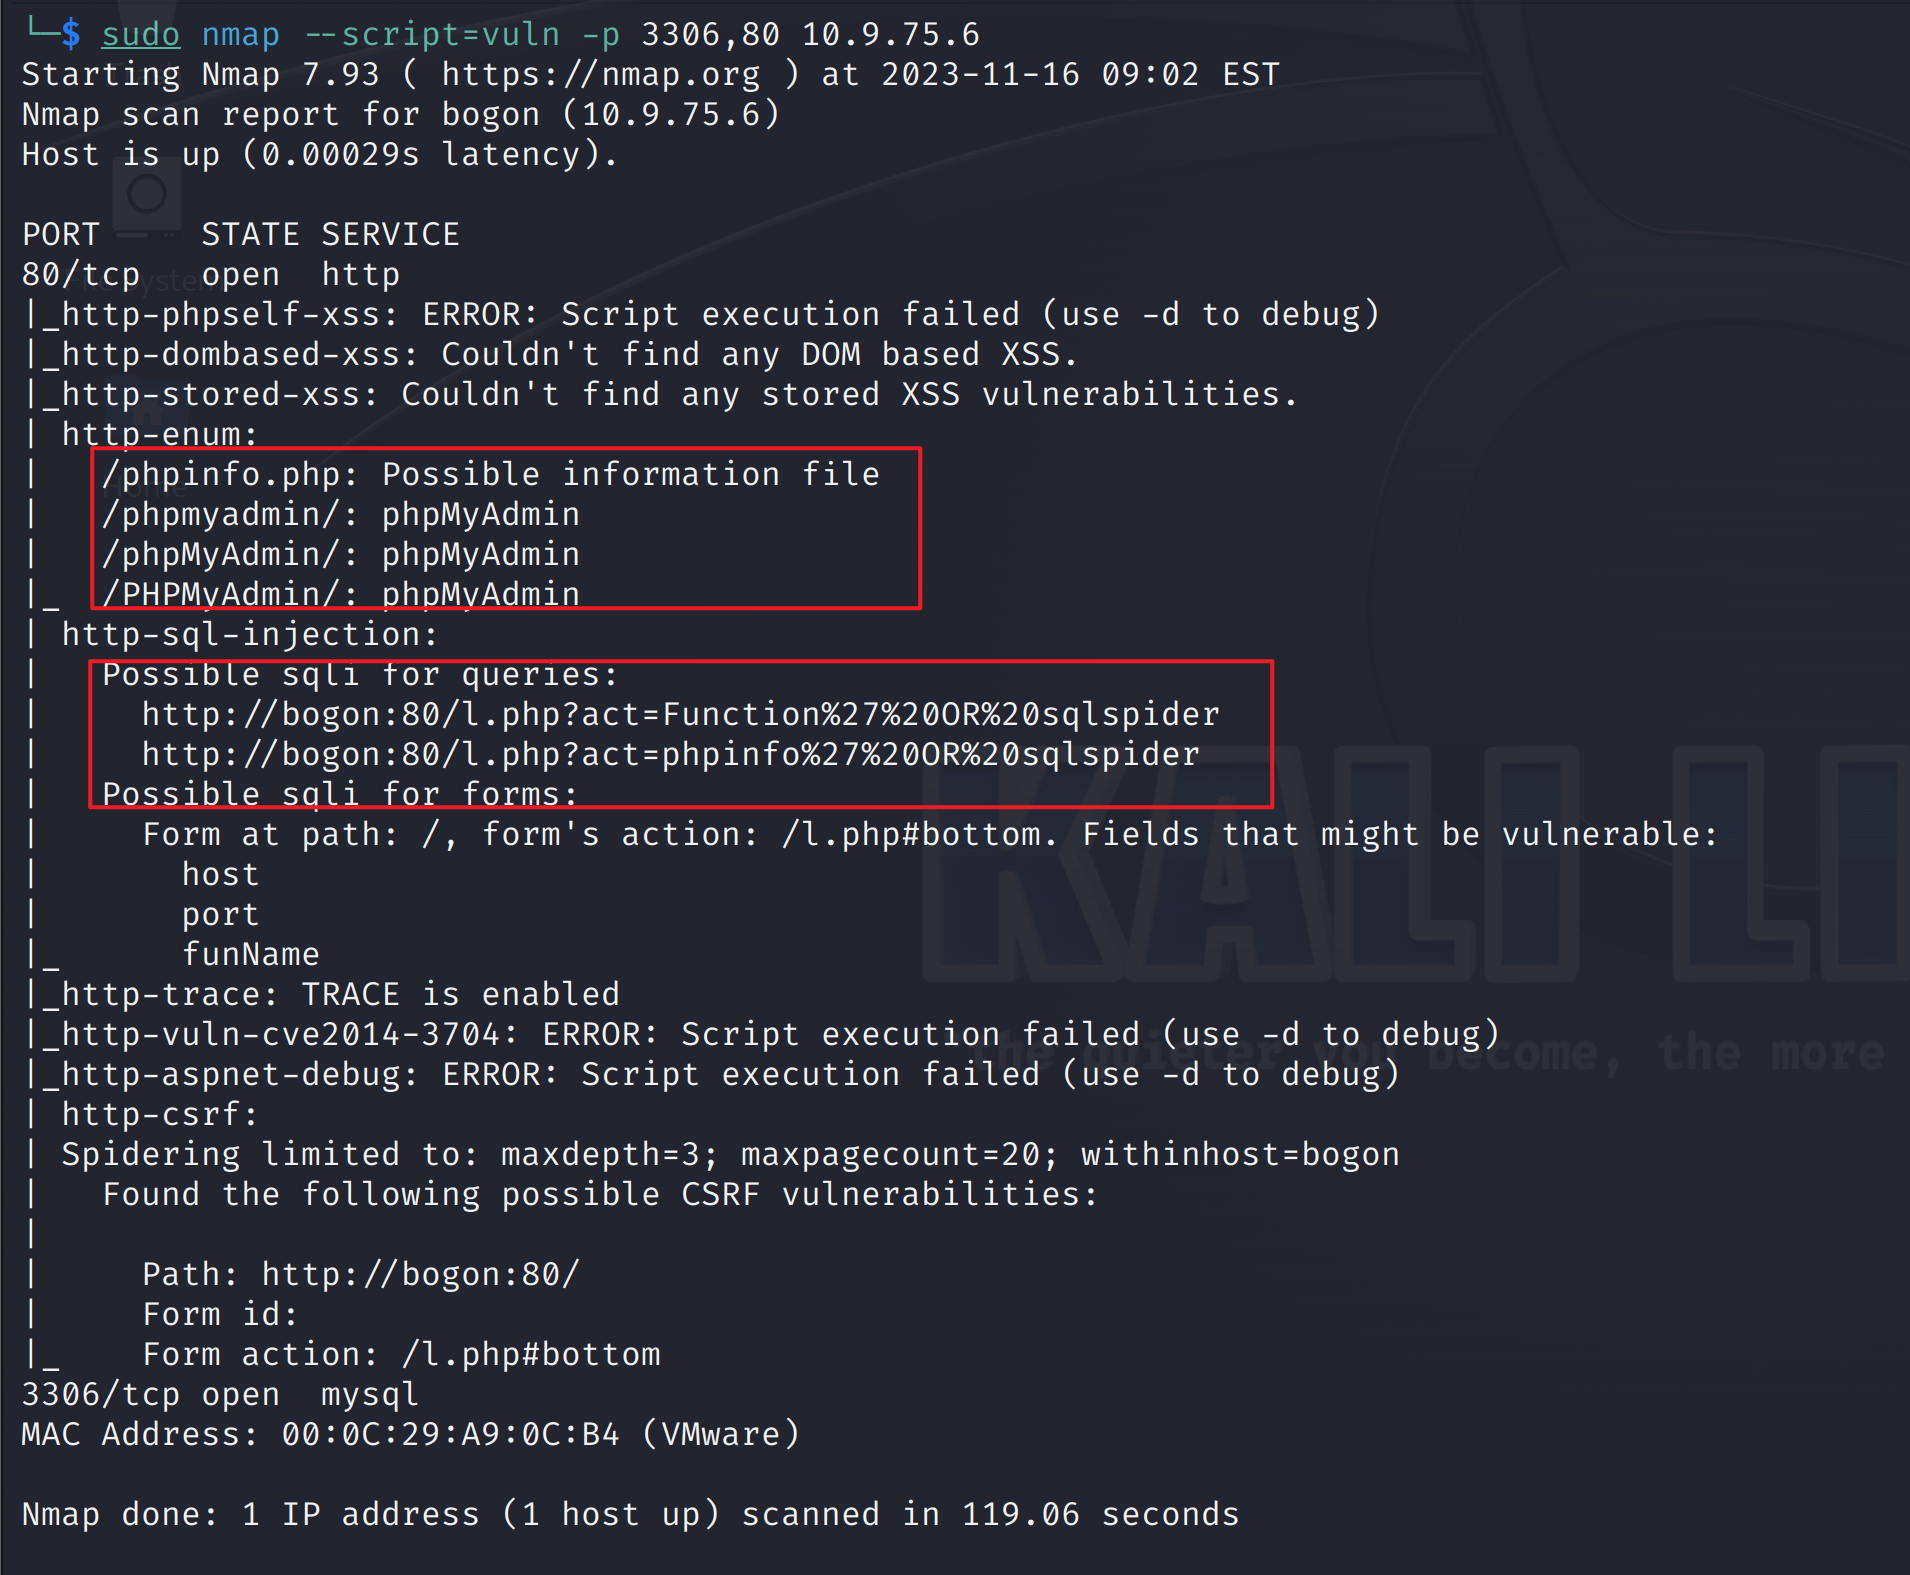 └─$ sudo nmap --script=vuln -p 3306,80 10.9.75.6
Starting Nmap 7.93 ( https://nmap.org ) at 2023-11-16 09:02 EST
Nmap scan report for bogon (10.9.75.6)
Host is up (0.00029s latency).
PORT     STATE SERVICE
80/tcp   open  http
|_http-phpself-xss: ERROR: Script execution failed (use -d to debug)
|_http-dombased-xss: Couldn't find any DOM based XSS.
|_http-stored-xss: Couldn't find any stored XSS vulnerabilities.
| http-enum:
|   /phpinfo.php: Possible information file
|   /phpmyadmin/: phpMyAdmin
|   /phpMyAdmin/: phpMyAdmin
|_  /PHPMyAdmin/: phpMyAdmin
| http-sql-injection:
|   Possible sqli for queries:
|     http://bogon:80/l.php?act=Function%27%20OR%20sqlspider
|     http://bogon:80/l.php?act=phpinfo%27%20OR%20sqlspider
|   Possible sqli for forms:
|     Form at path: /, form's action: /l.php#bottom. Fields that might be vulnerable:
|       host
|       port
|_      funName
|_http-trace: TRACE is enabled
|_http-vuln-cve2014-3704: ERROR: Script execution failed (use -d to debug)
|_http-aspnet-debug: ERROR: Script execution failed (use -d to debug)
| http-csrf:
| Spidering limited to: maxdepth=3; maxpagecount=20; withinhost=bogon
|   Found the following possible CSRF vulnerabilities:
|
|     Path: http://bogon:80/
|     Form id:
|_    Form action: /l.php#bottom
3306/tcp open  mysql
MAC Address: 00:0C:29:A9:0C:B4 (VMware)
Nmap done: 1 IP address (1 host up) scanned in 119.06 seconds
Home
KALI LI
the quieter you become, the more